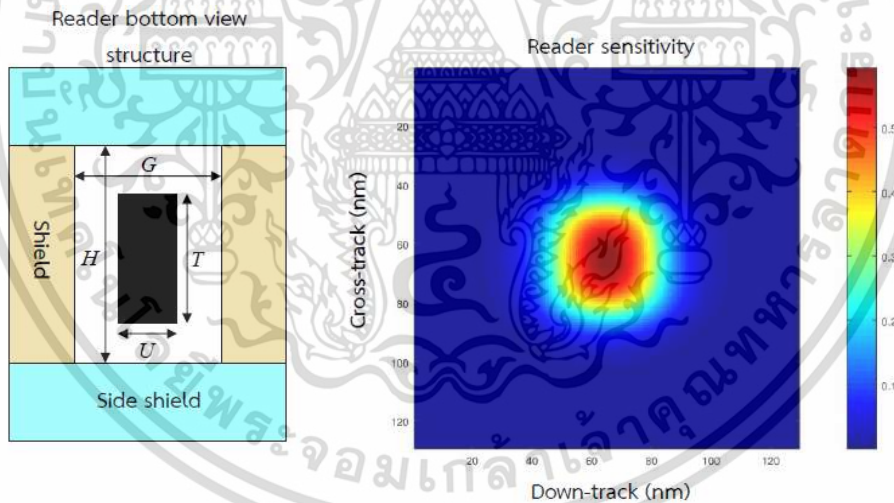 Reader bottom view
structure
G
H
T
U
Shield
Side shield
Reader sensitivity
Cross-track (nm)
20
40
60
80
100
120
20
40
60
80
100
120
Down-track (nm)
0.5
0.4
0.3
0.2
0.1